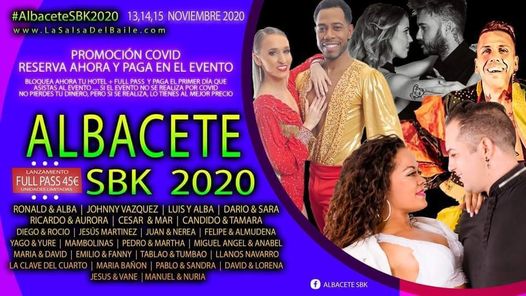 #AlbaceteSBK2020 13,14,15 NOVIEMBRE 2020
www.LaSalsaDelBaile.com
PROMOCIÓN COVID
RESERVA AHORA Y PAGA EN EL EVENTO
BLOQUEA AHORA TU HOTEL + FULL PASS Y PAGA EL PRIMER DÍA QUE
ASISTAS AL EVENTO ... SI EL EVENTO NO SE REALIZA POR COVID
NO PIERDES TU DINERO, PERO SI SE REALIZA, LO TIENES AL MEJOR PRECIO
ALBACETE
SBK 2020
LANZAMIENTO
FULL PASS 45€
UNIDADES LIMITADAS
RONALD & ALBA | JOHNNY VAZQUEZ | LUIS Y ALBA | DARIO & SARA
RICARDO & AURORA | CESAR & MAR | CANDIDO & TAMARA
DIEGO & ROCIO | JESÚS MARTINEZ | JUAN & NEREA | FELIPE & ALMUDENA
YAGO & YURE | MAMBOLINAS | PEDRO & MARTHA | MIGUEL ANGEL & ANABEL
MARIA & DAVID | EMILIO & FANNY | TABLAO & TUMBAO | LLANOS NAVARRO
LA CLAVE DEL CUARTO | MARIA BAÑON | PABLO & SANDRA | DAVID & LORENA
JESUS & VANE | MANUEL & NURIA
f ALBACETE SBK